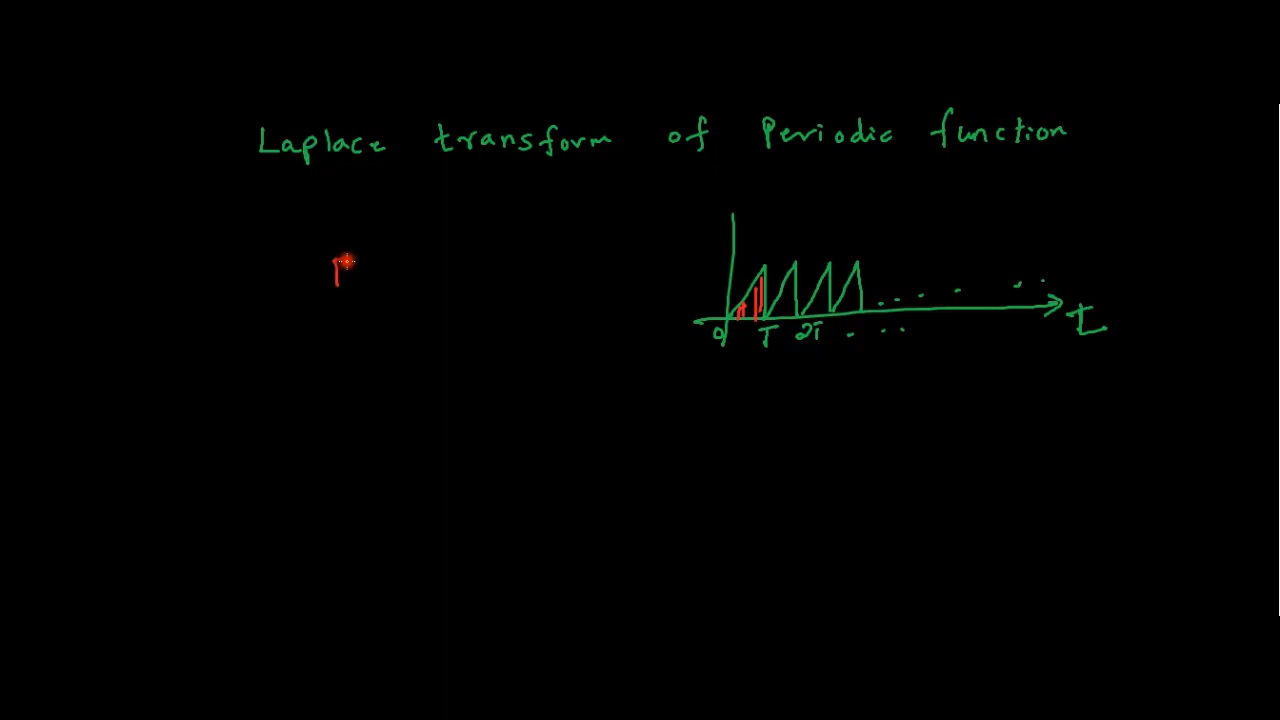 Laplace transform of Periodic function
t
0 T 2T . . .